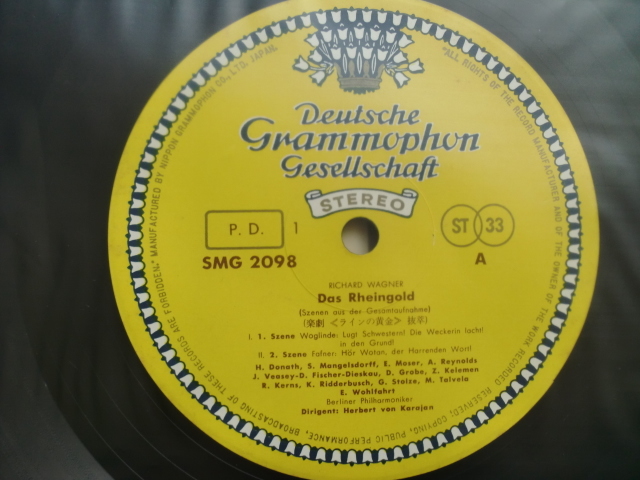 Deutsche
Grammophon
Gesellschaft
STEREO
P. D. 1
ST 33
SMG 2098
A
RICHARD WAGNER
Das Rheingold
(Szenen aus der Gesamtaufnahme)
(楽劇 ≪ラインの黄金≫ 抜萃)
I. 1. Szene Woglinde: Lugt Schwestern! Die Weckerin lacht
in den Grund!
II. 2. Szene Fafner: Hör Wotan, der Harrenden Wort!
H. Donath, S. Mangelsdorff, E. Moser, A. Reynolds
J. Veasey-D. Fischer-Dieskau, D. Grobe, Z. Kelemen
R. Kerns, K. Ridderbusch, G. Stolze, M. Talvela
E. Wohlfahrt
Berliner Philharmoniker
Dirigent: Herbert von Karajan
"ALL RIGHTS OF THE RECORD MANUFACTURER AND OF THE OWNER OF THE WORK RECORDED RESERVED. COPYING, PUBLIC PERFORMANCE, BROADCASTING OF THESE RECORDS ARE FORBIDDEN." MANUFACTURED BY NIPPON GRAMMOPHON CO., LTD. JAPAN.